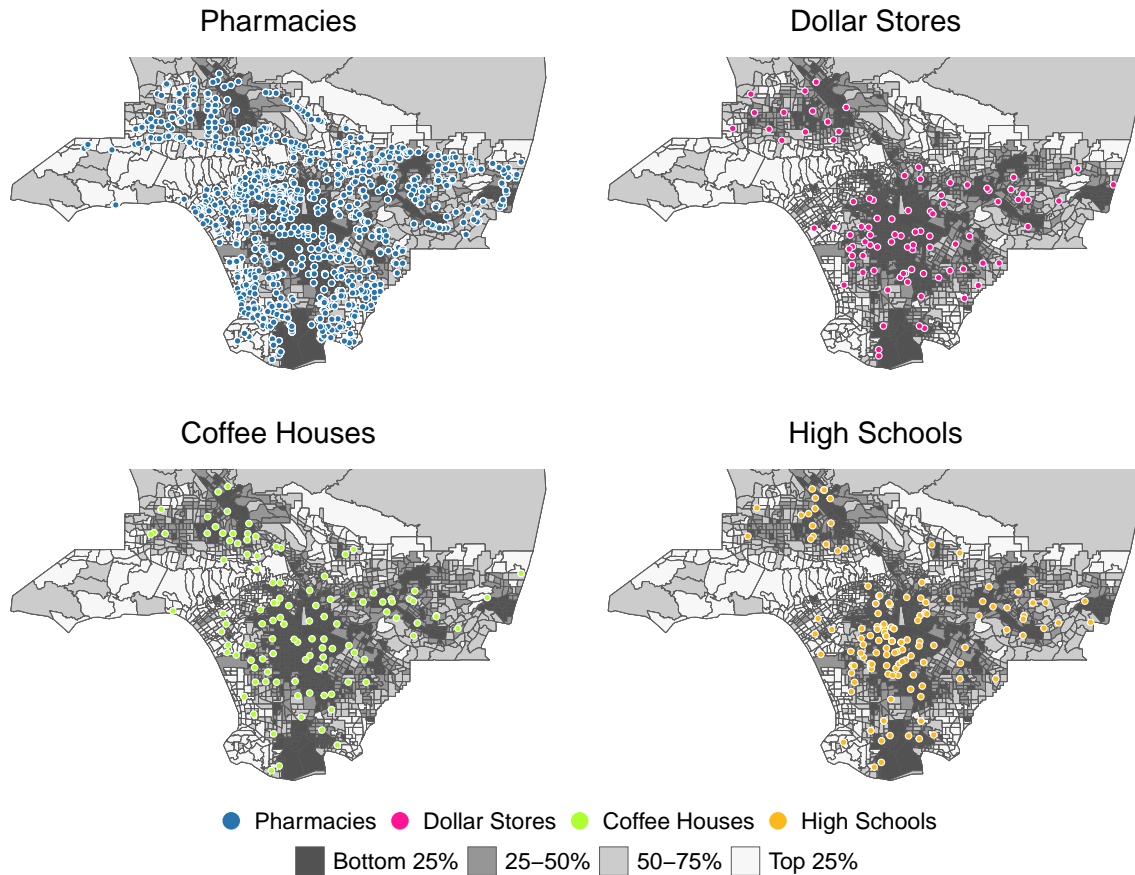 Pharmacies
Dollar Stores
Coffee Houses
High Schools
Pharmacies Dollar Stores Coffee Houses High Schools
Bottom 25% 25−50% 50−75% Top 25%